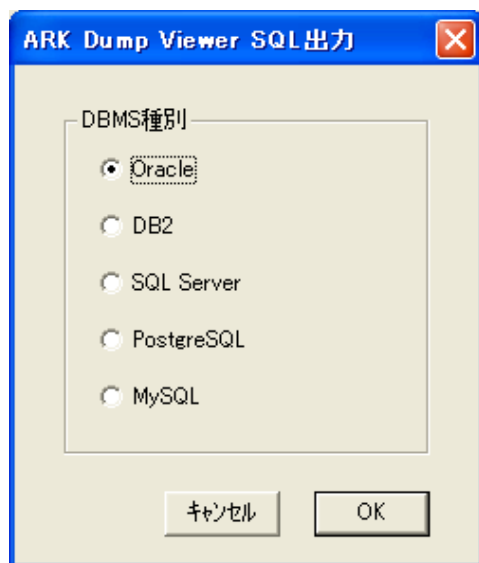 ARK Dump Viewer SQL出力
DBMS種別
Oracle
DB2
SQL Server
PostgreSQL
MySQL
ｷｬﾝｾﾙ
OK